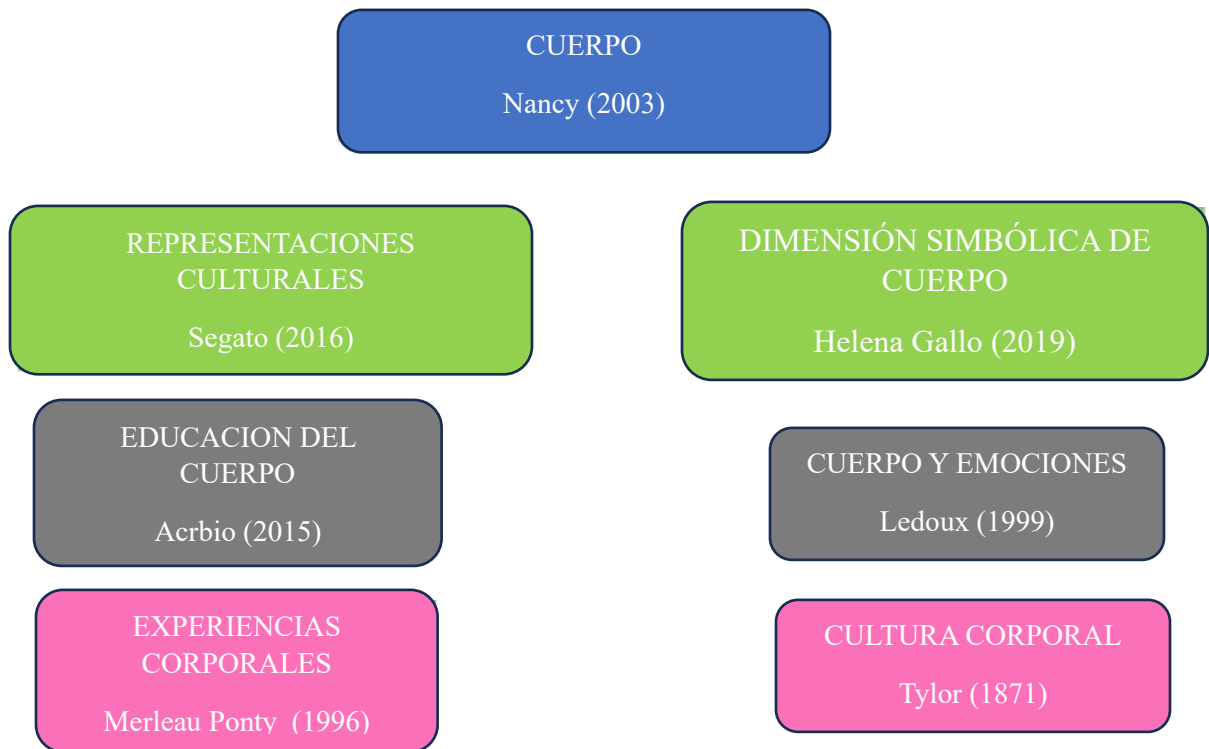 CUERPO
Nancy (2003)
REPRESENTACIONES
CULTURALES
Segato (2016)
DIMENSIÓN SIMBÓLICA DE
CUERPO
Helena Gallo (2019)
EDUCACION DEL
CUERPO
Acrbio (2015)
CUERPO Y EMOCIONES
Ledoux (1999)
EXPERIENCIAS
CORPORALES
Merleau Ponty (1996)
CULTURA CORPORAL
Tylor (1871)